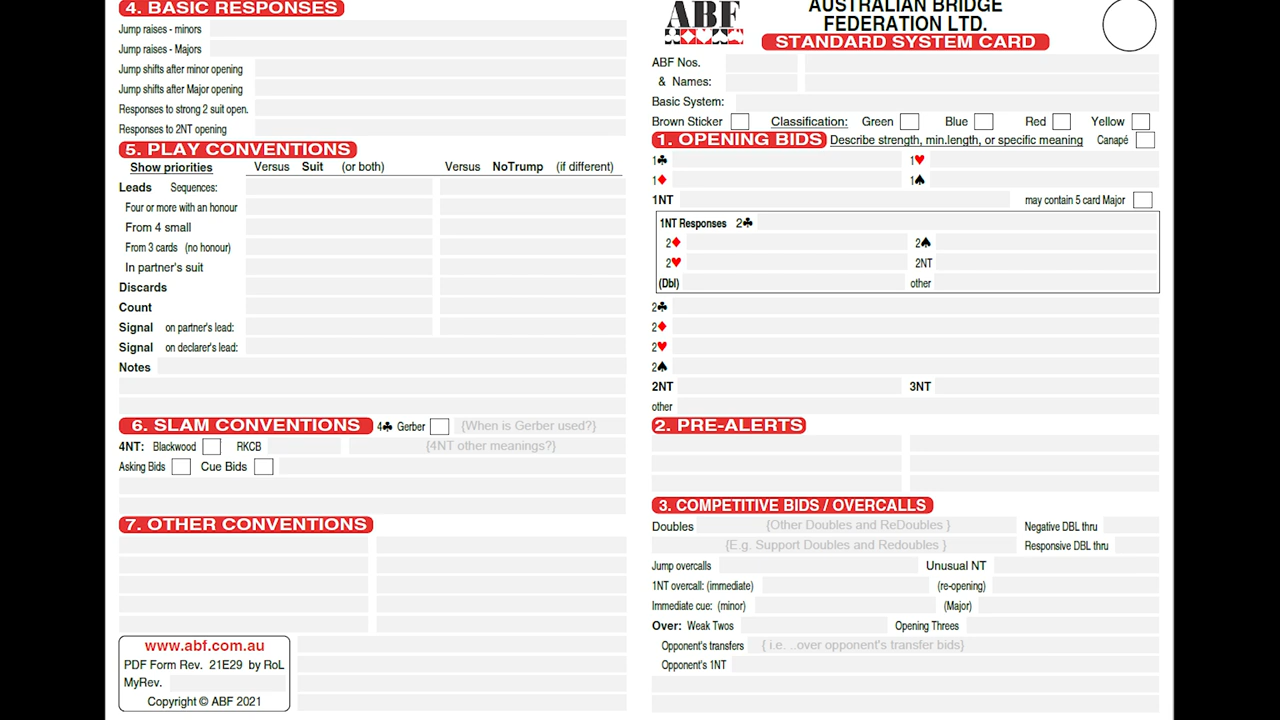 4. BASIC RESPONSES
Jump raises - minors
Jump raises - Majors
Jump shifts after minor opening
Jump shifts after Major opening
Responses to strong 2 suit open.
Responses to 2NT opening
5. PLAY CONVENTIONS
Show priorities Versus Suit (or both) Versus NoTrump (if different)
Leads Sequences:
Four or more with an honour
From 4 small
From 3 cards (no honour)
In partner's suit
Discards
Count
Signal on partner's lead:
Signal on declarer's lead:
Notes
6. SLAM CONVENTIONS 4♣ Gerber {When is Gerber used?}
4NT: Blackwood RKCB {4NT other meanings?}
Asking Bids Cue Bids
7. OTHER CONVENTIONS
www.abf.com.au
PDF Form Rev. 21E29 by RoL
MyRev.
Copyright © ABF 2021
ABF
AUSTRALIAN BRIDGE
FEDERATION LTD.
STANDARD SYSTEM CARD
ABF Nos.
& Names:
Basic System:
Brown Sticker Classification: Green Blue Red Yellow
1. OPENING BIDS Describe strength, min.length, or specific meaning Canapé
1♣ 1♥
1♦ 1♠
1NT may contain 5 card Major
1NT Responses 2♣
2♦ 2♠
2♥ 2NT
(Dbl) other
2♣
2♦
2♥
2♠
2NT 3NT
other
2. PRE-ALERTS
3. COMPETITIVE BIDS / OVERCALLS
Doubles {Other Doubles and ReDoubles } Negative DBL thru
{E.g. Support Doubles and Redoubles } Responsive DBL thru
Jump overcalls Unusual NT
1NT overcall: (immediate) (re-opening)
Immediate cue: (minor) (Major)
Over: Weak Twos Opening Threes
Opponent's transfers { i.e. ..over opponent's transfer bids}
Opponent's 1NT